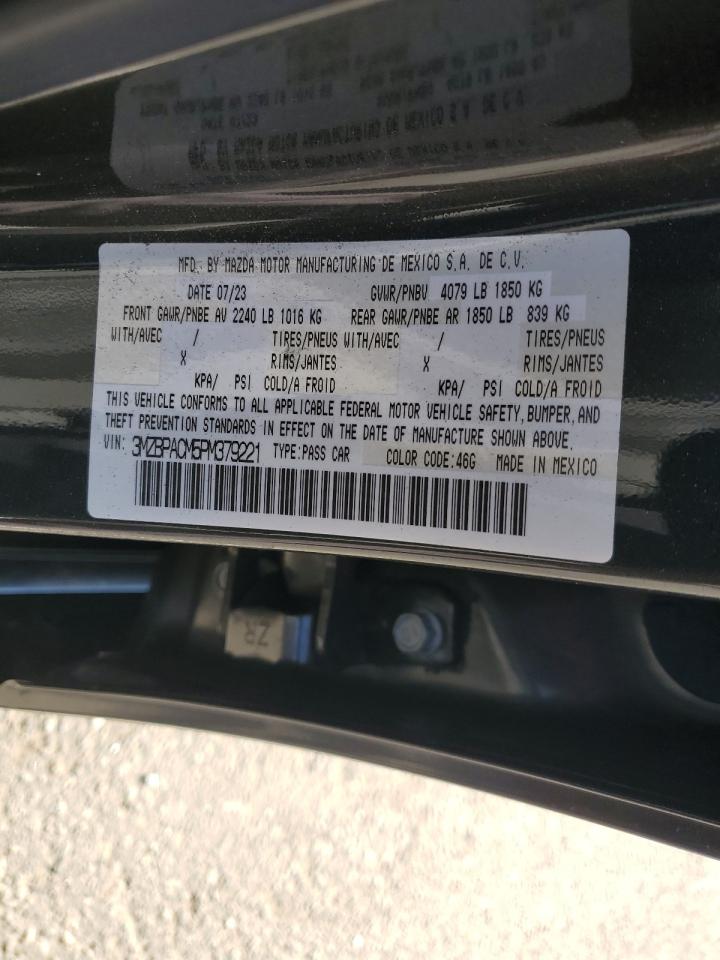 MFD. BY MAZDA MOTOR MANUFACTURING DE MEXICO S.A. DE C.V.
DATE 07/23 GVWR/PNBV 4079 LB 1850 KG
FRONT GAWR/PNBE AV 2240 LB 1016 KG REAR GAWR/PNBE AR 1850 LB 839 KG
WITH/AVEC / TIRES/PNEUS WITH/AVEC / TIRES/PNEUS
X RIMS/JANTES X RIMS/JANTES
KPA/ PSI COLD/A FROID KPA/ PSI COLD/A FROID
THIS VEHICLE CONFORMS TO ALL APPLICABLE FEDERAL MOTOR VEHICLE SAFETY, BUMPER, AND
THEFT PREVENTION STANDARDS IN EFFECT ON THE DATE OF MANUFACTURE SHOWN ABOVE.
VIN: 3MZBPACM5PM379221 TYPE:PASS CAR COLOR CODE:46G MADE IN MEXICO
ZR